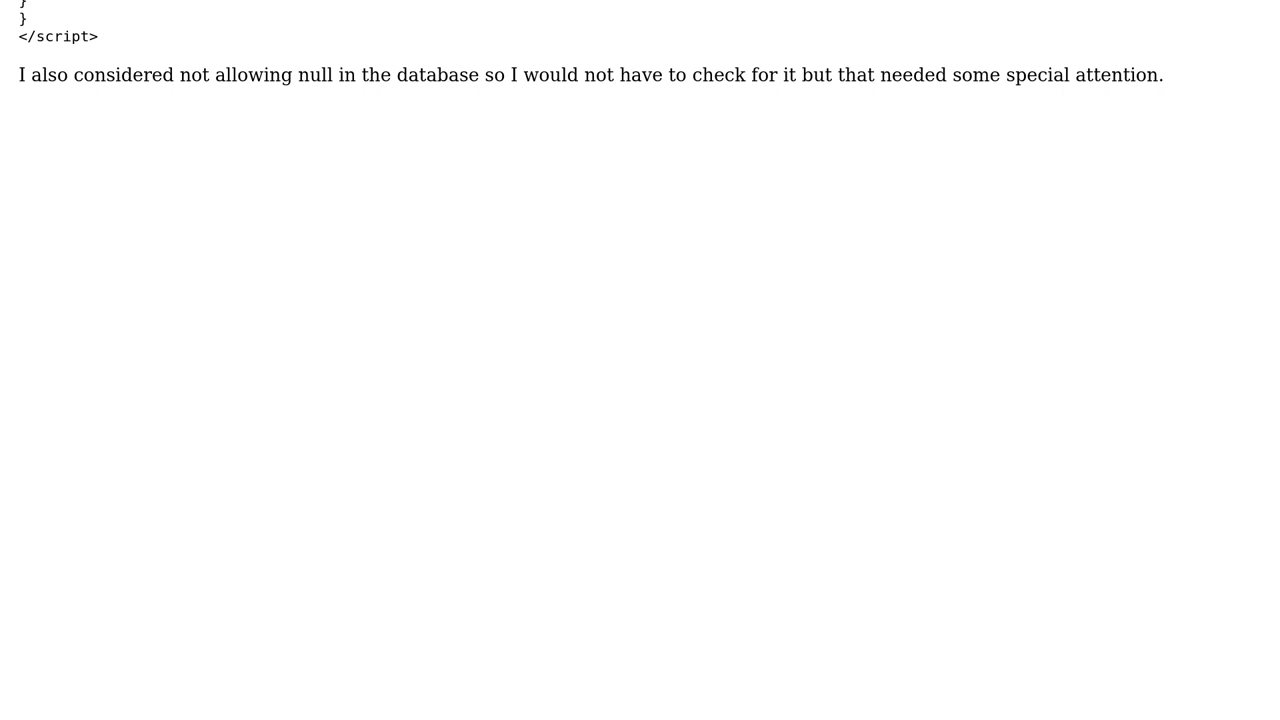 }
}
</script>
I also considered not allowing null in the database so I would not have to check for it but that needed some special attention.